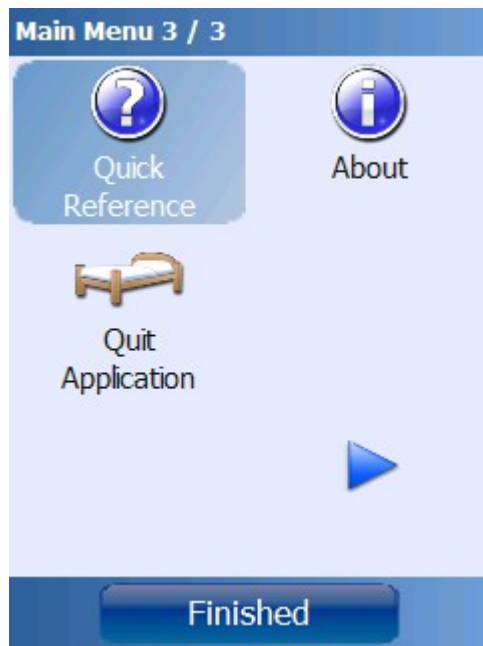 Main Menu 3 / 3
Quick
Reference
About
Quit
Application
Finished